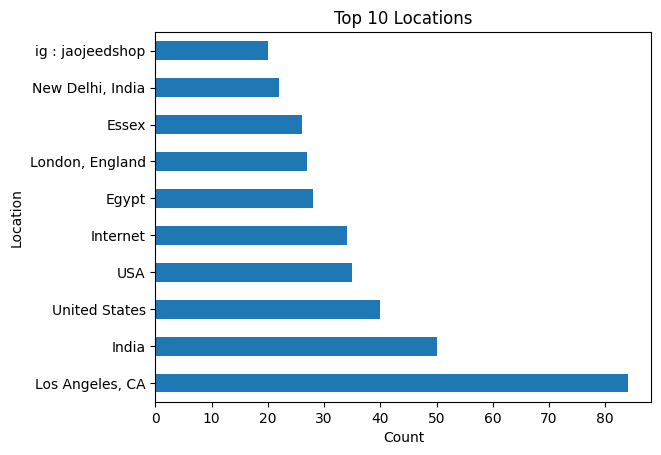 Top 10 Locations
ig : jaojeedshop
New Delhi, India
Essex
London, England
Egypt
Internet
USA
United States
India
Los Angeles, CA
Location
0 10 20 30 40 50 60 70 80
Count